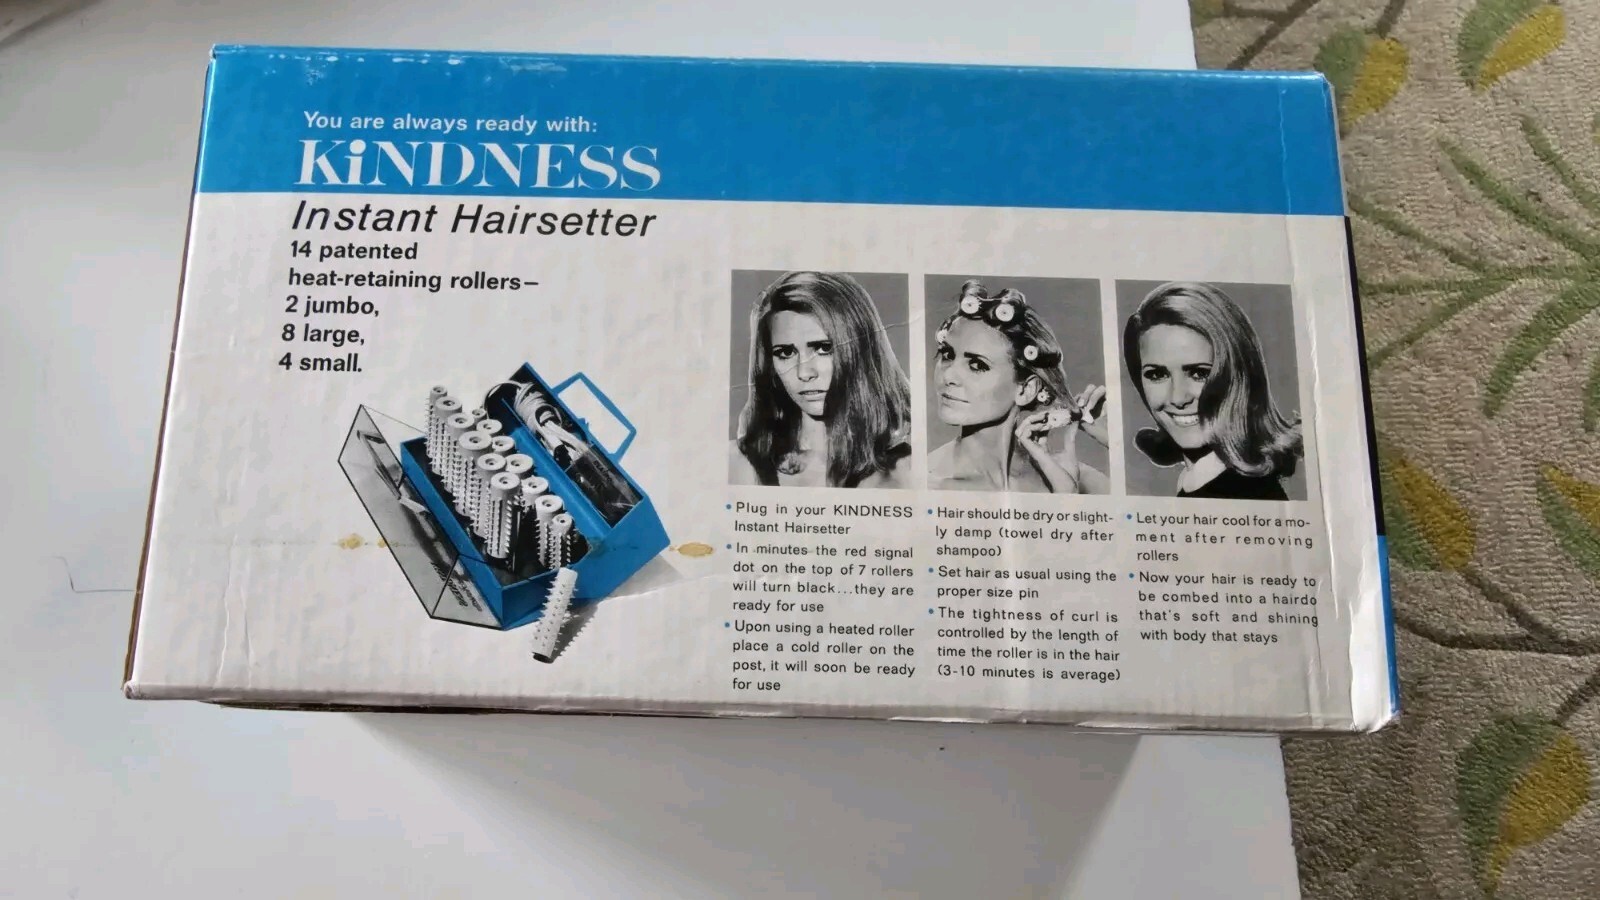 You are always ready with:
KiNDNESS
Instant Hairsetter
14 patented
heat-retaining rollers—
2 jumbo,
8 large,
4 small.
• Plug in your KINDNESS
Instant Hairsetter
• In minutes the red signal
dot on the top of 7 rollers
will turn black...they are
ready for use
• Upon using a heated roller
place a cold roller on the
post, it will soon be ready
for use
• Hair should be dry or slight-
ly damp (towel dry after
shampoo)
• Set hair as usual using the
proper size pin
• The tightness of curl is
controlled by the length of
time the roller is in the hair
(3-10 minutes is average)
• Let your hair cool for a mo-
ment after removing
rollers
• Now your hair is ready to
be combed into a hairdo
that's soft and shining
with body that stays